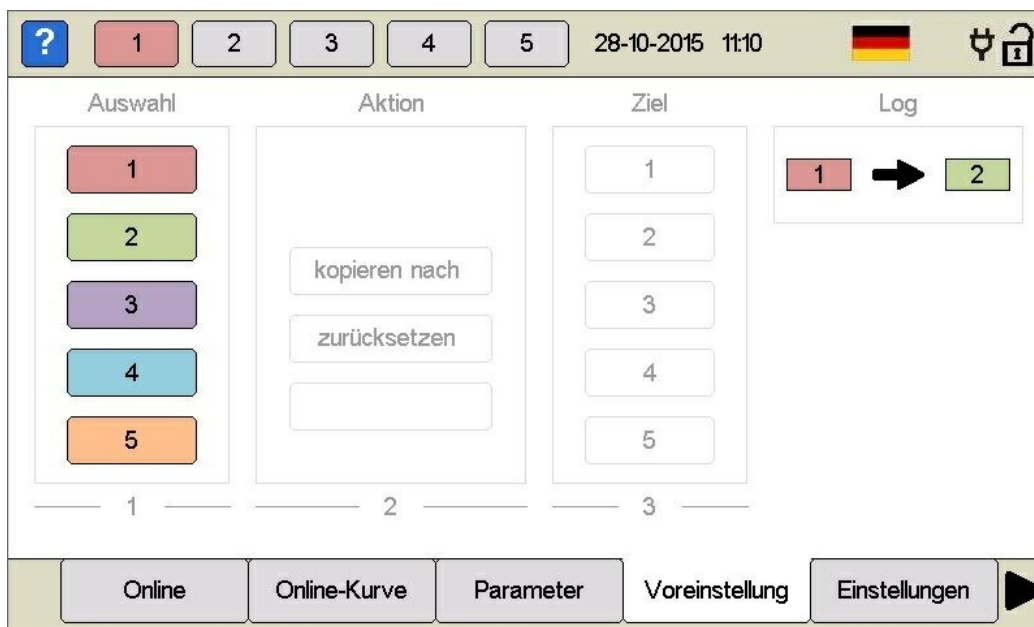 ? 1 2 3 4 5 28-10-2015 11:10
Auswahl Aktion Ziel Log
1 1 1 2
2 2
kopieren nach
3 3
zurücksetzen
4 4
5 5
1 2 3
Online Online-Kurve Parameter Voreinstellung Einstellungen